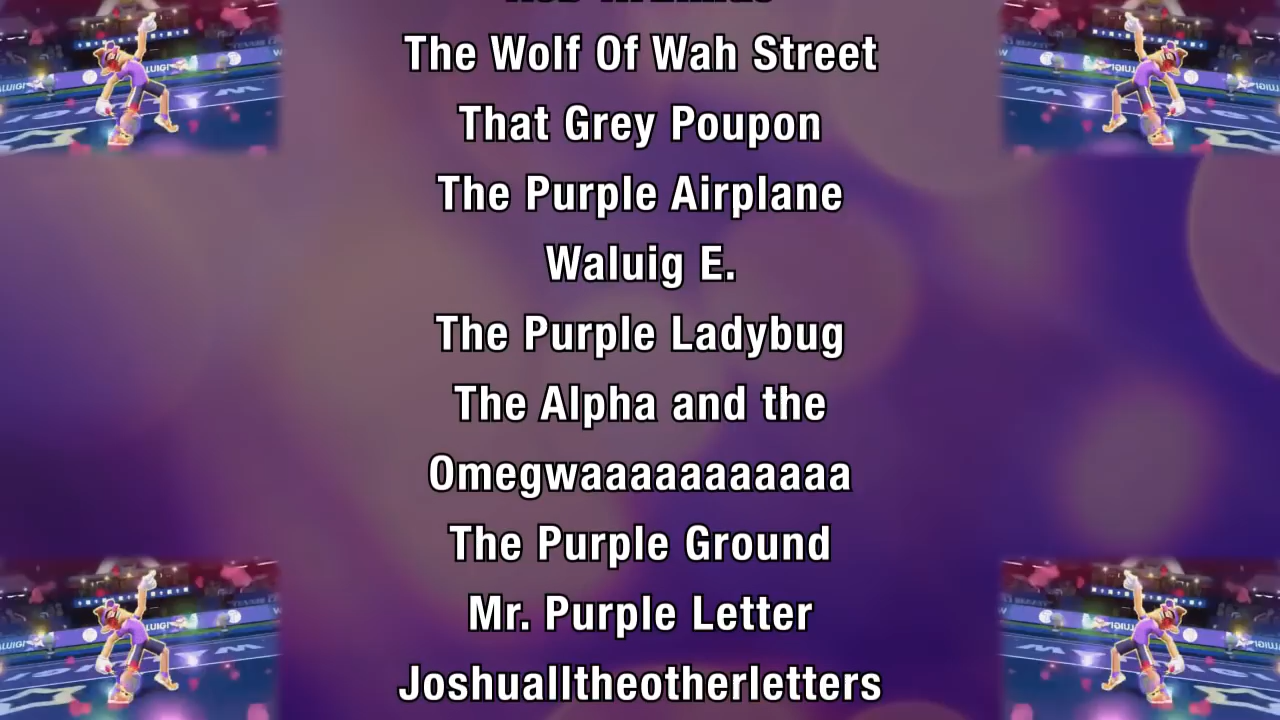 The Wolf Of Wah Street
That Grey Poupon
The Purple Airplane
Waluig E.
The Purple Ladybug
The Alpha and the
Omegwaaaaaaaaaaa
The Purple Ground
Mr. Purple Letter
Joshualltheotherletters